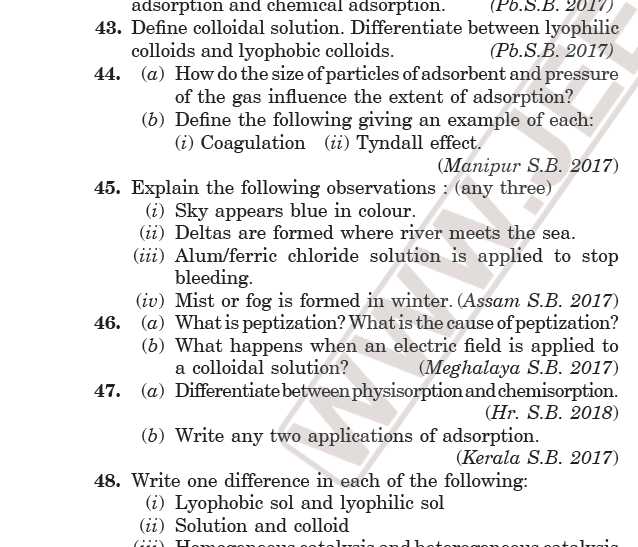 adsorption and chemical adsorption. (Pb.S.B. 2017)
43. Define colloidal solution. Differentiate between lyophilic
colloids and lyophobic colloids. (Pb.S.B. 2017)
44. (a) How do the size of particles of adsorbent and pressure
of the gas influence the extent of adsorption?
(b) Define the following giving an example of each:
(i) Coagulation (ii) Tyndall effect.
(Manipur S.B. 2017)
45. Explain the following observations : (any three)
(i) Sky appears blue in colour.
(ii) Deltas are formed where river meets the sea.
(iii) Alum/ferric chloride solution is applied to stop
bleeding.
(iv) Mist or fog is formed in winter. (Assam S.B. 2017)
46. (a) What is peptization? What is the cause of peptization?
(b) What happens when an electric field is applied to
a colloidal solution? (Meghalaya S.B. 2017)
47. (a) Differentiate between physisorption and chemisorption.
(Hr. S.B. 2018)
(b) Write any two applications of adsorption.
(Kerala S.B. 2017)
48. Write one difference in each of the following:
(i) Lyophobic sol and lyophilic sol
(ii) Solution and colloid
(iii) Homogeneous catalysis and heterogeneous catalysis
WWW.JEE